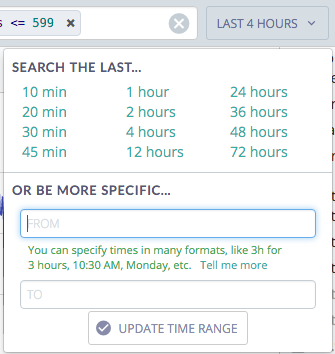 s <= 599 ×
LAST 4 HOURS
SEARCH THE LAST...
10 min 1 hour 24 hours
20 min 2 hours 36 hours
30 min 4 hours 48 hours
45 min 12 hours 72 hours
OR BE MORE SPECIFIC...
FROM
You can specify times in many formats, like 3h for
3 hours, 10:30 AM, Monday, etc. Tell me more
TO
UPDATE TIME RANGE